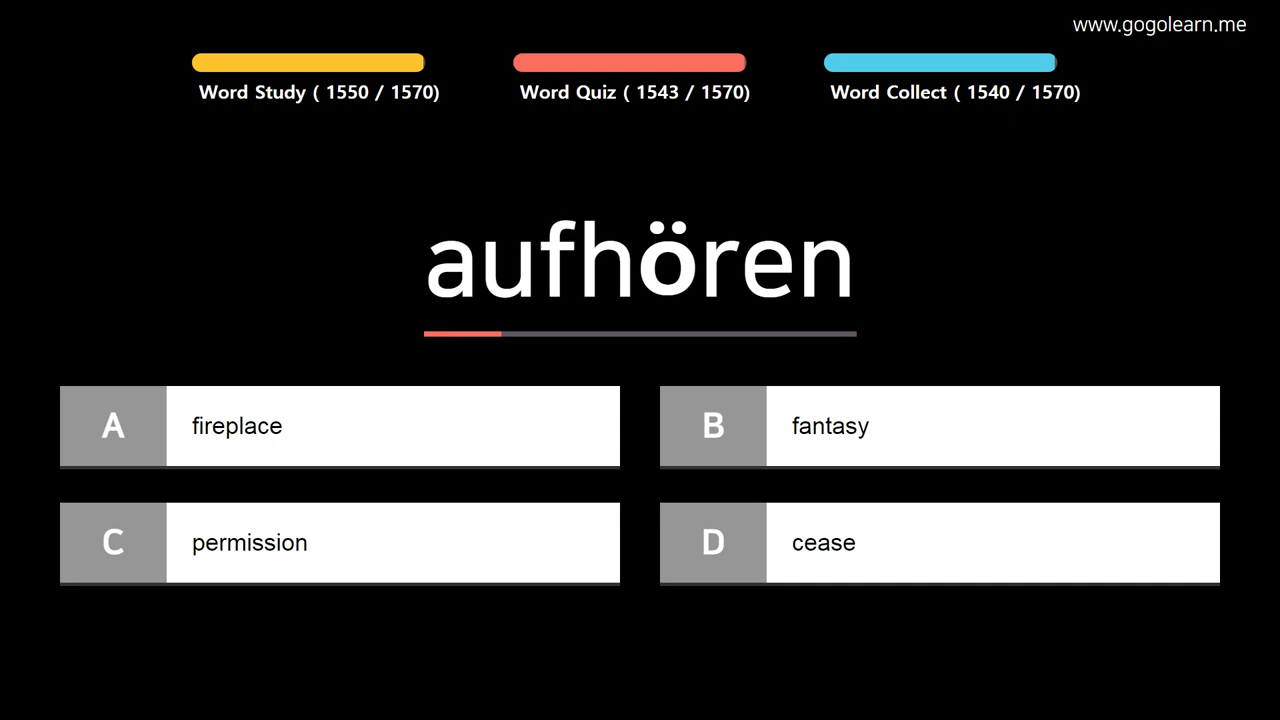 www.gogolearn.me
Word Study ( 1550 / 1570)
Word Quiz ( 1543 / 1570)
Word Collect ( 1540 / 1570)
aufhören
A fireplace
B fantasy
C permission
D cease